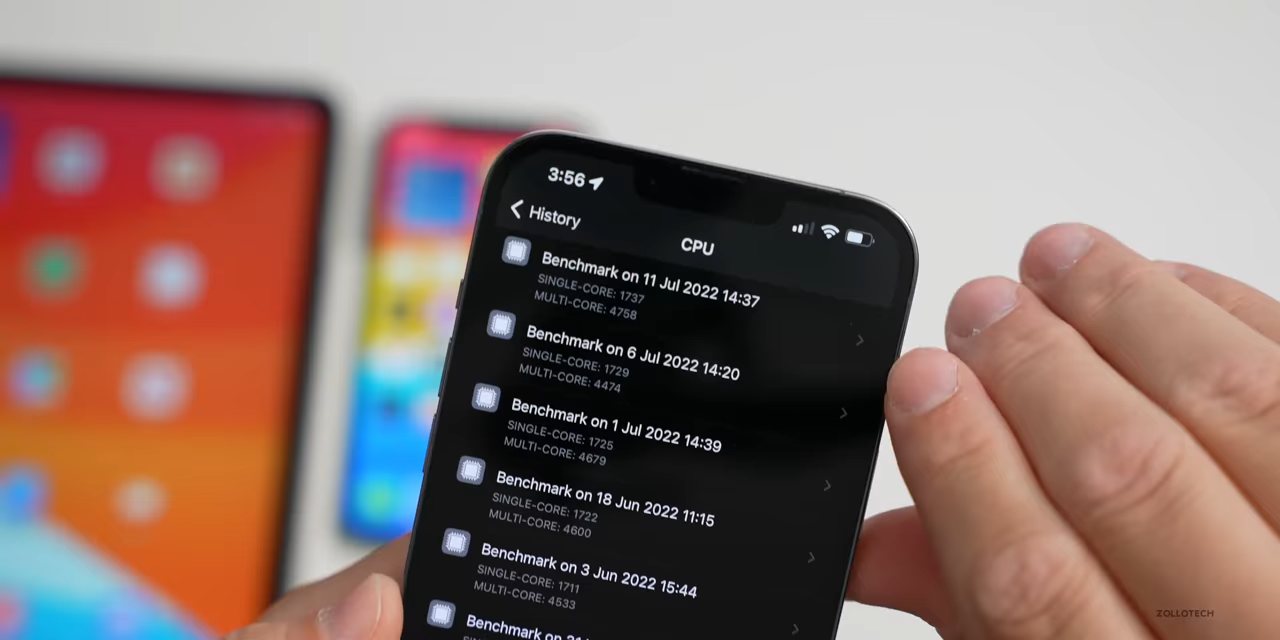 3:56
History
CPU
Benchmark on 11 Jul 2022 14:37
SINGLE-CORE: 1737
MULTI-CORE: 4758
Benchmark on 6 Jul 2022 14:20
SINGLE-CORE: 1729
MULTI-CORE: 4474
Benchmark on 1 Jul 2022 14:39
SINGLE-CORE: 1725
MULTI-CORE: 4679
Benchmark on 18 Jun 2022 11:15
SINGLE-CORE: 1722
MULTI-CORE: 4600
Benchmark on 3 Jun 2022 15:44
SINGLE-CORE: 1711
MULTI-CORE: 4533
Benchmark on
ZOLLOTECH